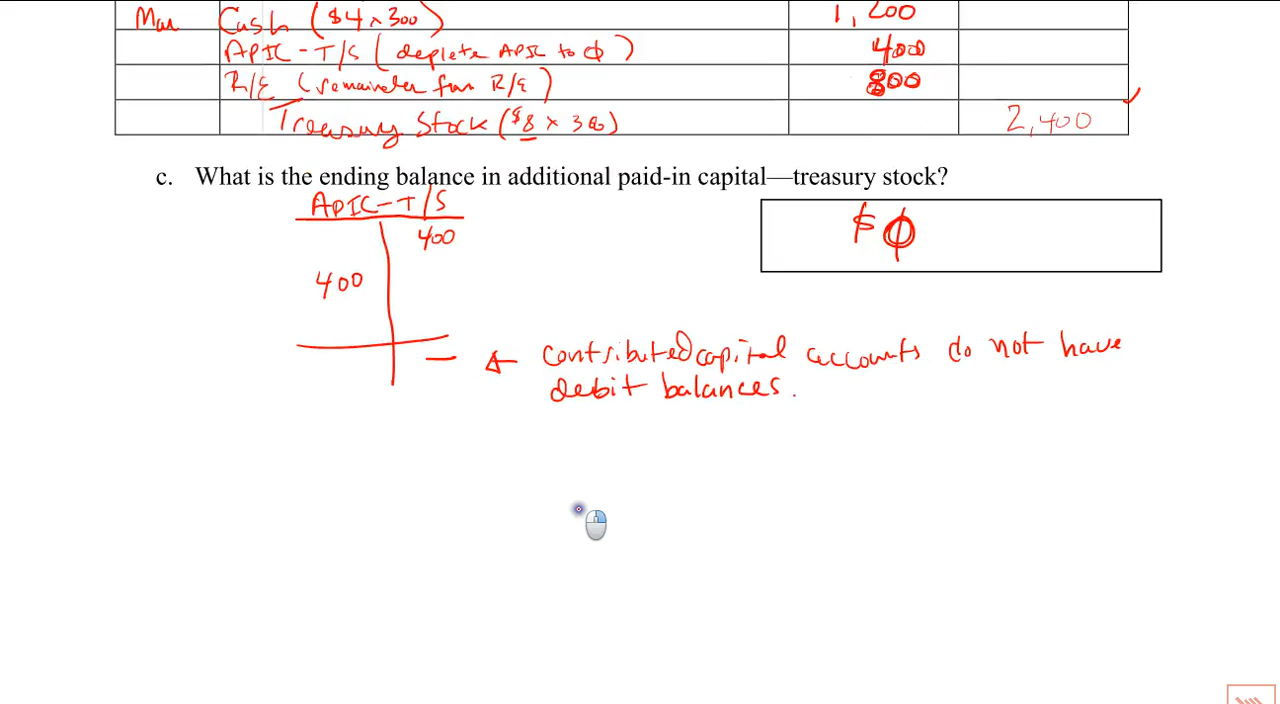 Mar Cash ($4 × 300) 1,200
APIC-T/S (deplete APIC to ϕ) 400
R/E (remainder from R/E) 800
Treasury Stock ($8 × 300) 2,400
c. What is the ending balance in additional paid-in capital—treasury stock?
APIC-T/S
$ ϕ
400
400
— ← contributed capital accounts do not have
debit balances.